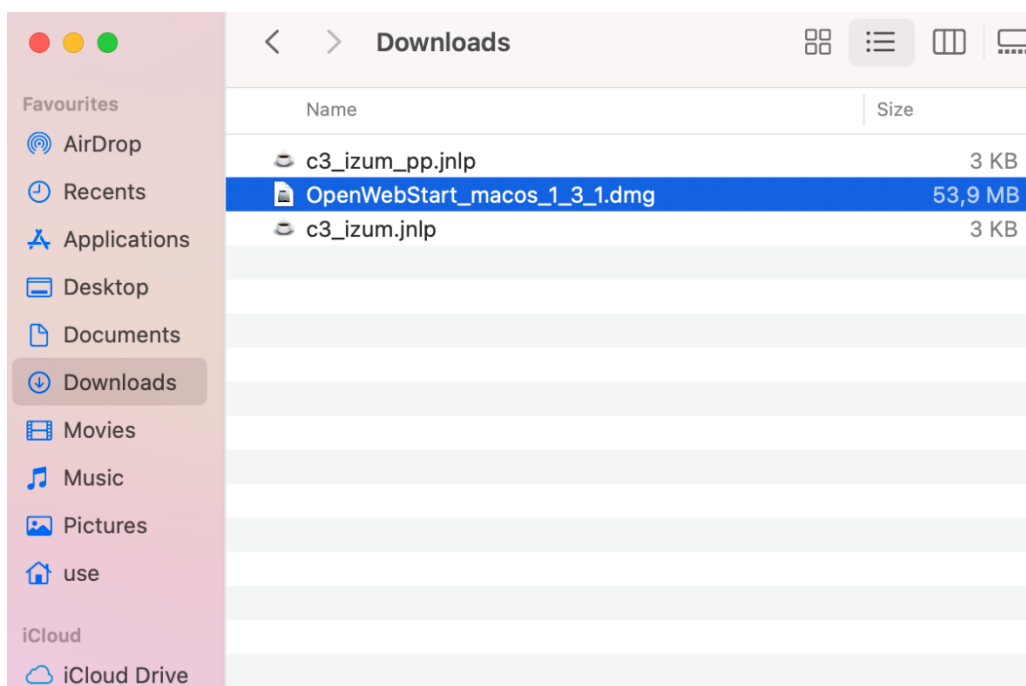 Downloads
Favourites
AirDrop
Recents
Applications
Desktop
Documents
Downloads
Movies
Music
Pictures
use
iCloud
iCloud Drive
Name Size
c3_izum_pp.jnlp 3 KB
OpenWebStart_macos_1_3_1.dmg 53,9 MB
c3_izum.jnlp 3 KB